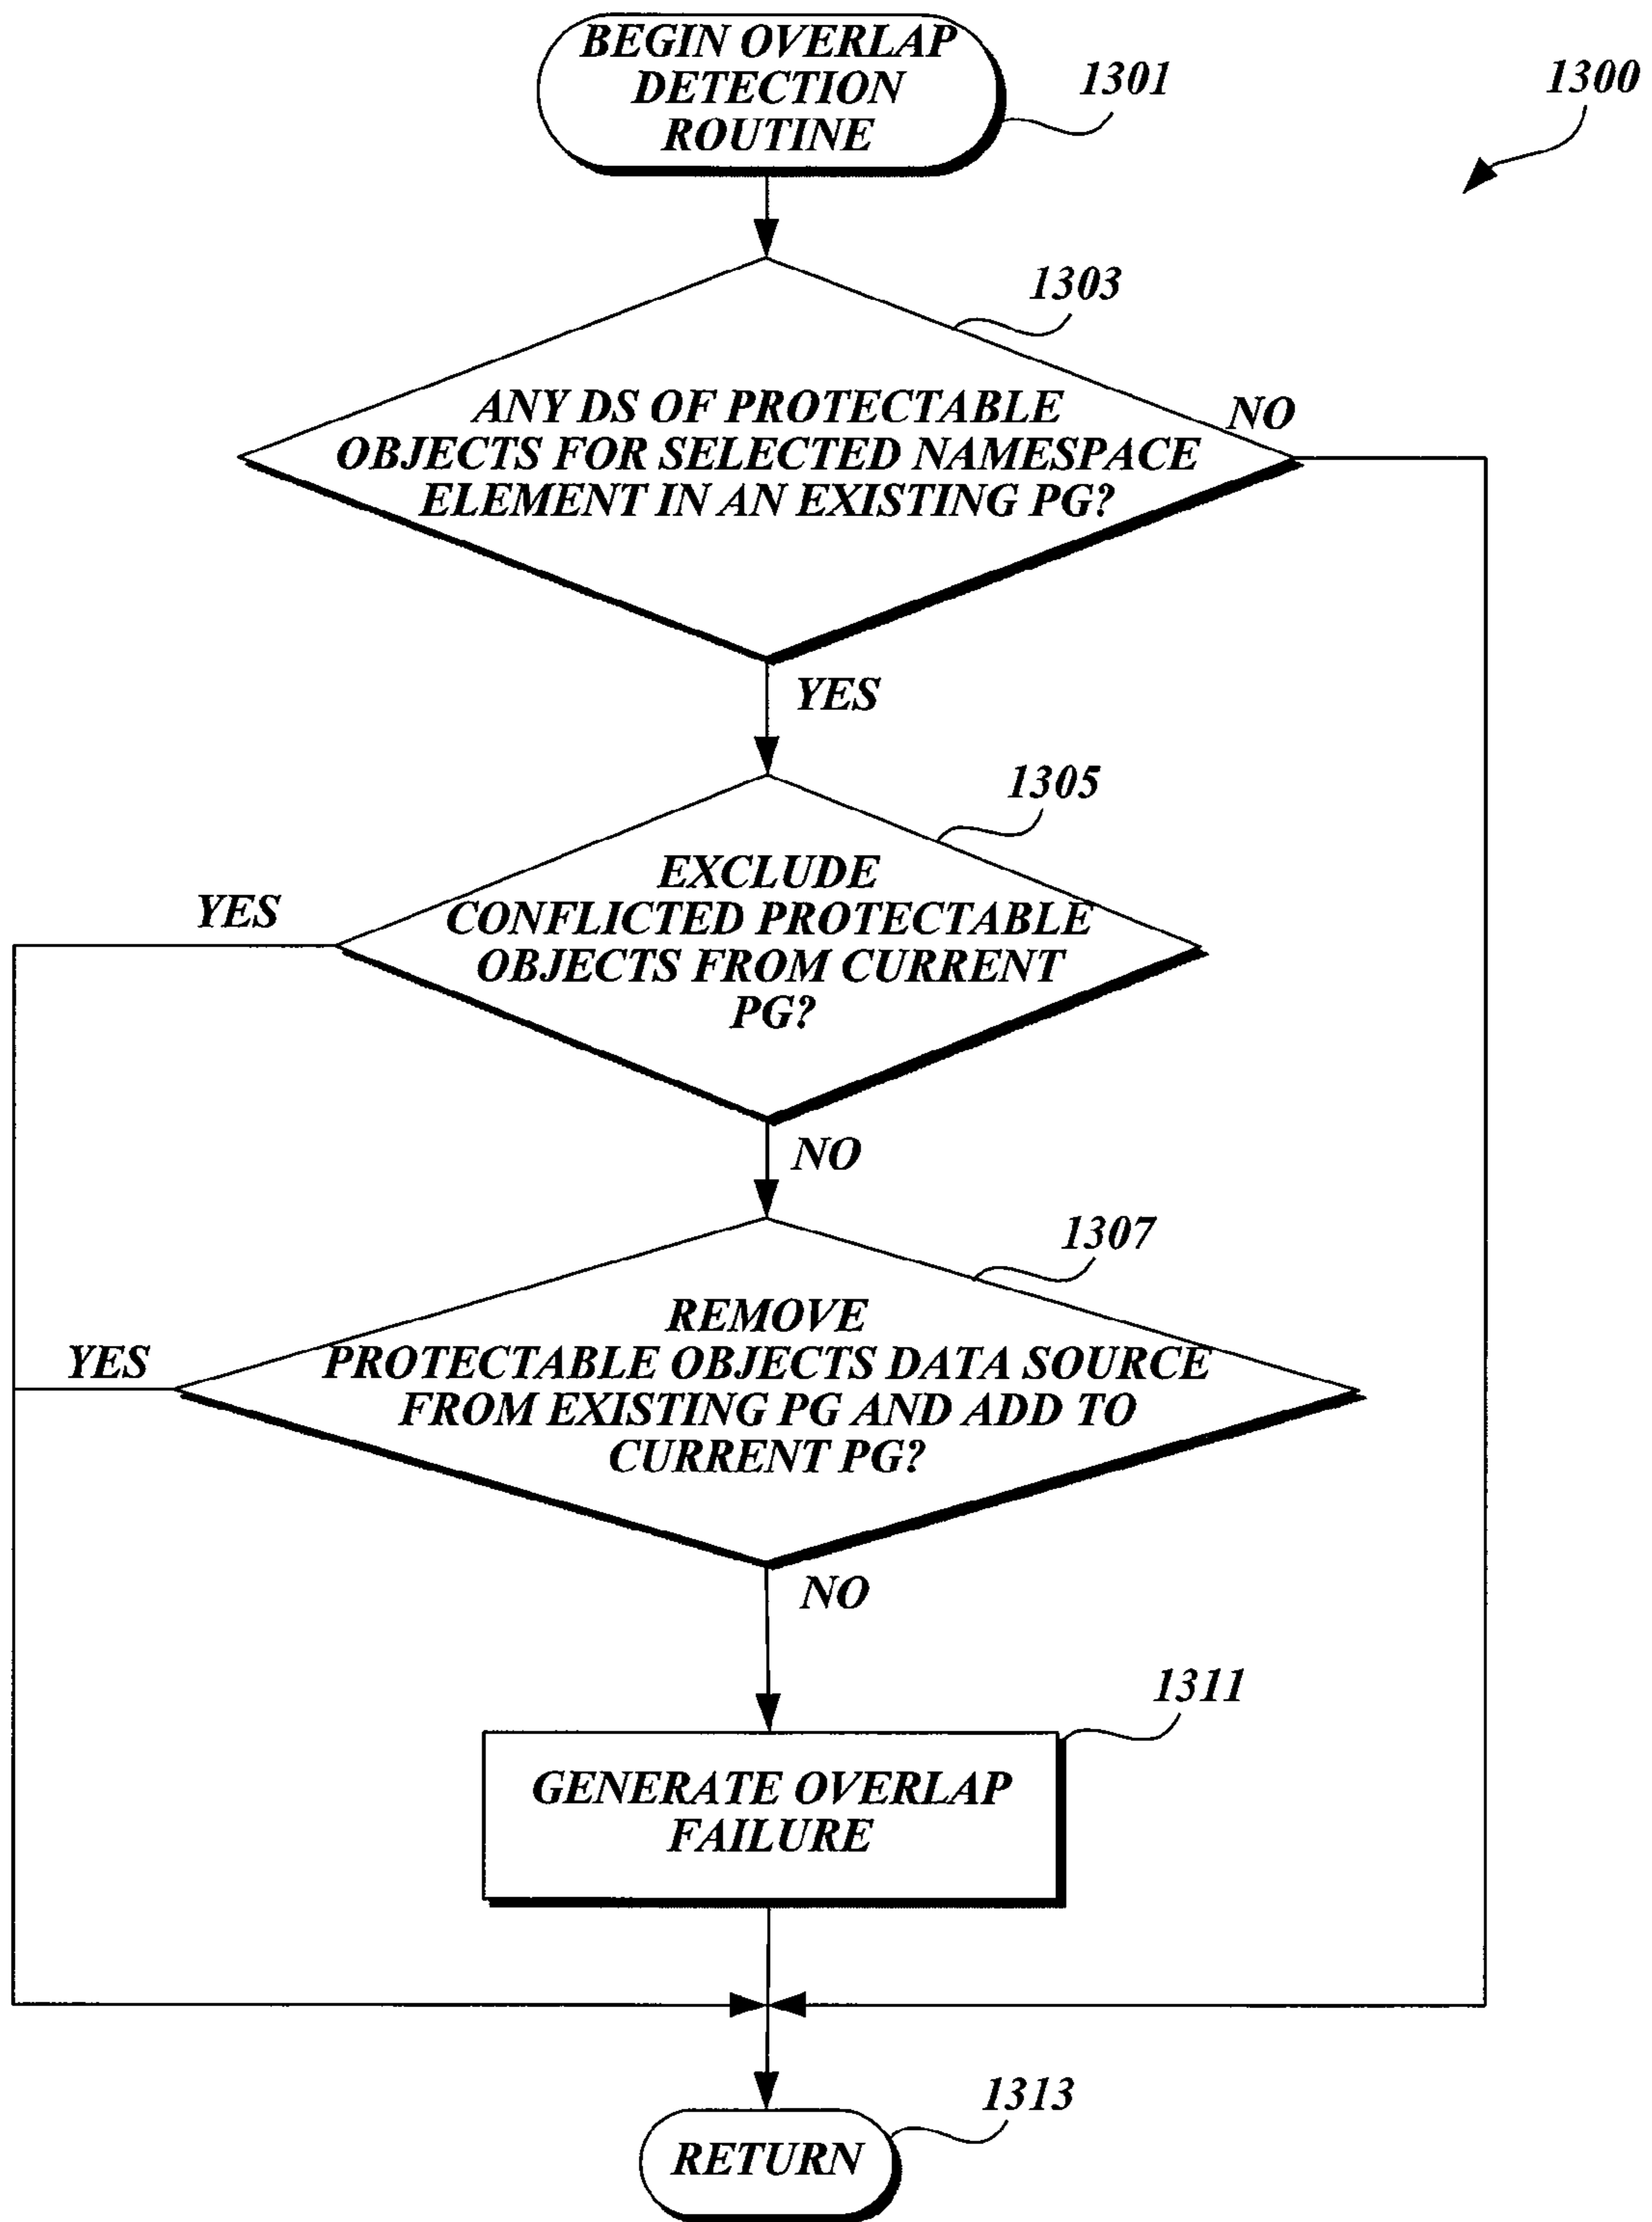 BEGIN OVERLAP
DETECTION
ROUTINE
1301
1300
1303
ANY DS OF PROTECTABLE
OBJECTS FOR SELECTED NAMESPACE
ELEMENT IN AN EXISTING PG?
NO
YES
1305
EXCLUDE
CONFLICTED PROTECTABLE
OBJECTS FROM CURRENT
PG?
YES
NO
1307
REMOVE
PROTECTABLE OBJECTS DATA SOURCE
FROM EXISTING PG AND ADD TO
CURRENT PG?
YES
NO
1311
GENERATE OVERLAP
FAILURE
1313
RETURN